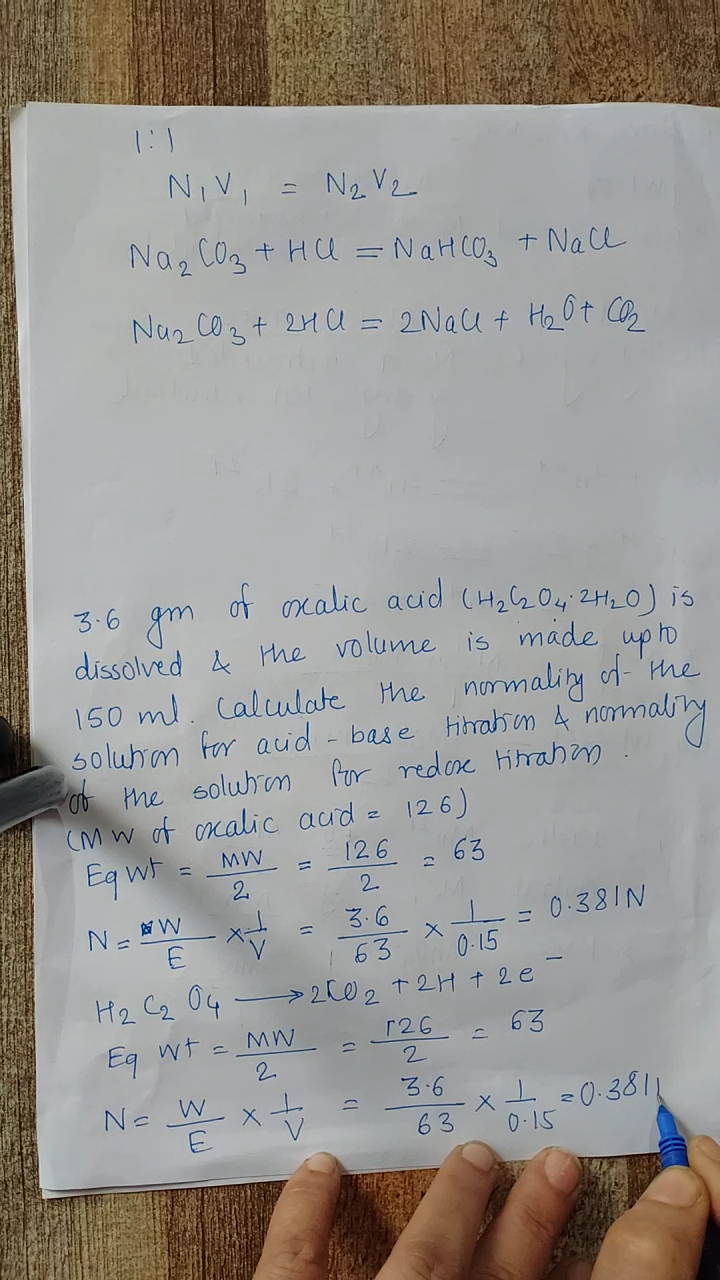 1:1
N₁V₁ = N₂V₂
Na₂CO₃ + HCl = NaHCO₃ + NaCl
Na₂CO₃ + 2HCl = 2NaCl + H₂O + CO₂
3.6 gm of oxalic acid (H₂C₂O₄.2H₂O) is
dissolved & the volume is made upto
150 ml. Calculate the normality of the
solution for acid - base titration & normality
of the solution for redox titration.
(MW of oxalic acid = 126)
Eq Wt = MW/2 = 126/2 = 63
N = W/E × 1/V = 3.6/63 × 1/0.15 = 0.381N
H₂C₂O₄ ⟶ 2CO₂ + 2H + 2e⁻
Eq Wt = MW/2 = 126/2 = 63
N = W/E × 1/V = 3.6/63 × 1/0.15 = 0.381